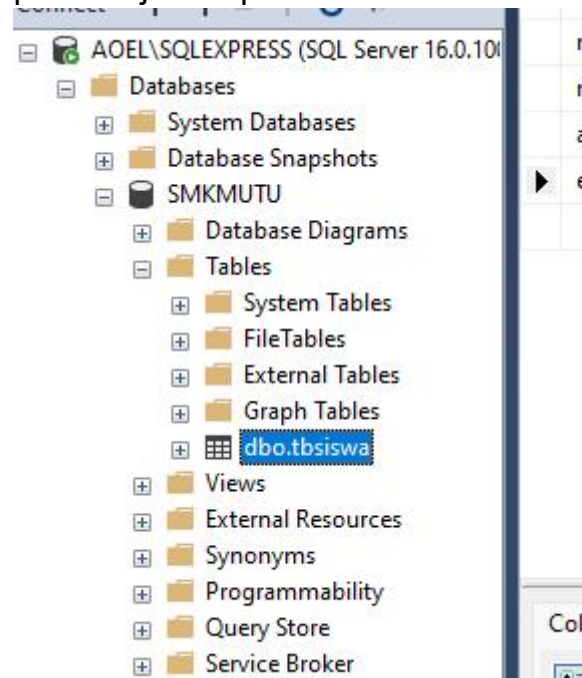 AOEL\SQLEXPRESS (SQL Server 16.0.10
Databases
System Databases
Database Snapshots
SMKMUTU
Database Diagrams
Tables
System Tables
FileTables
External Tables
Graph Tables
dbo.tbsiswa
Views
External Resources
Synonyms
Programmability
Query Store
Service Broker
Col